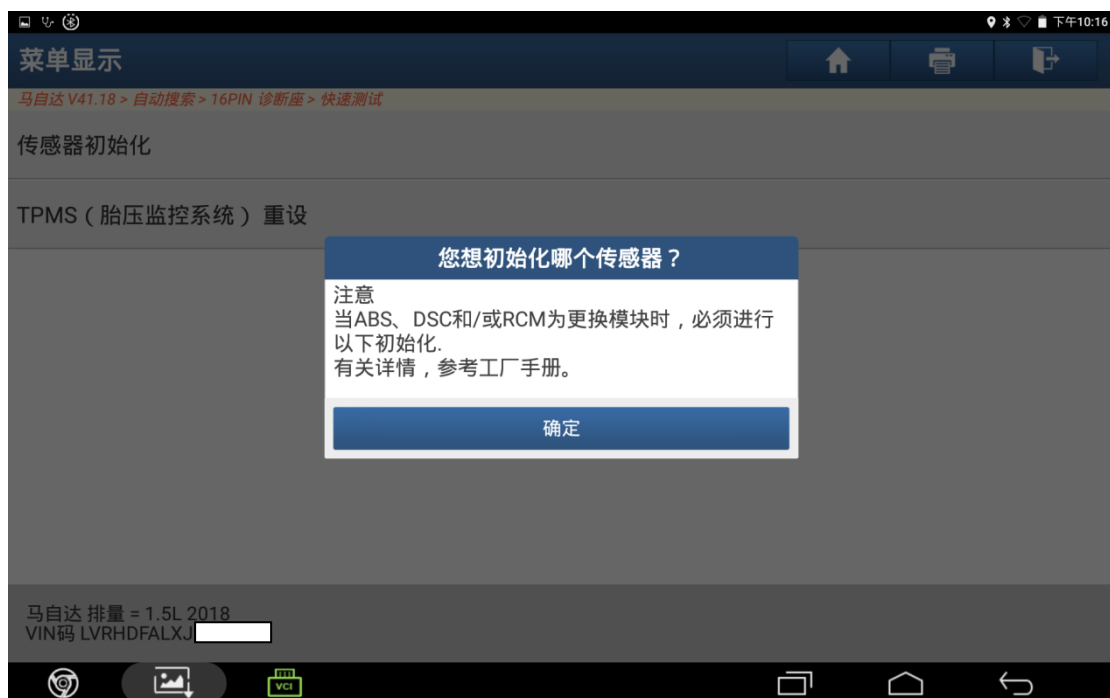 下午10:16
菜单显示
马自达 V41.18 > 自动搜索 > 16PIN 诊断座 > 快速测试
传感器初始化
TPMS（胎压监控系统）重设
您想初始化哪个传感器？
注意
当ABS、DSC和/或RCM为更换模块时，必须进行
以下初始化.
有关详情，参考工厂手册。
确定
马自达 排量 = 1.5L 2018
VIN码 LVRHDFALXJ
VCI